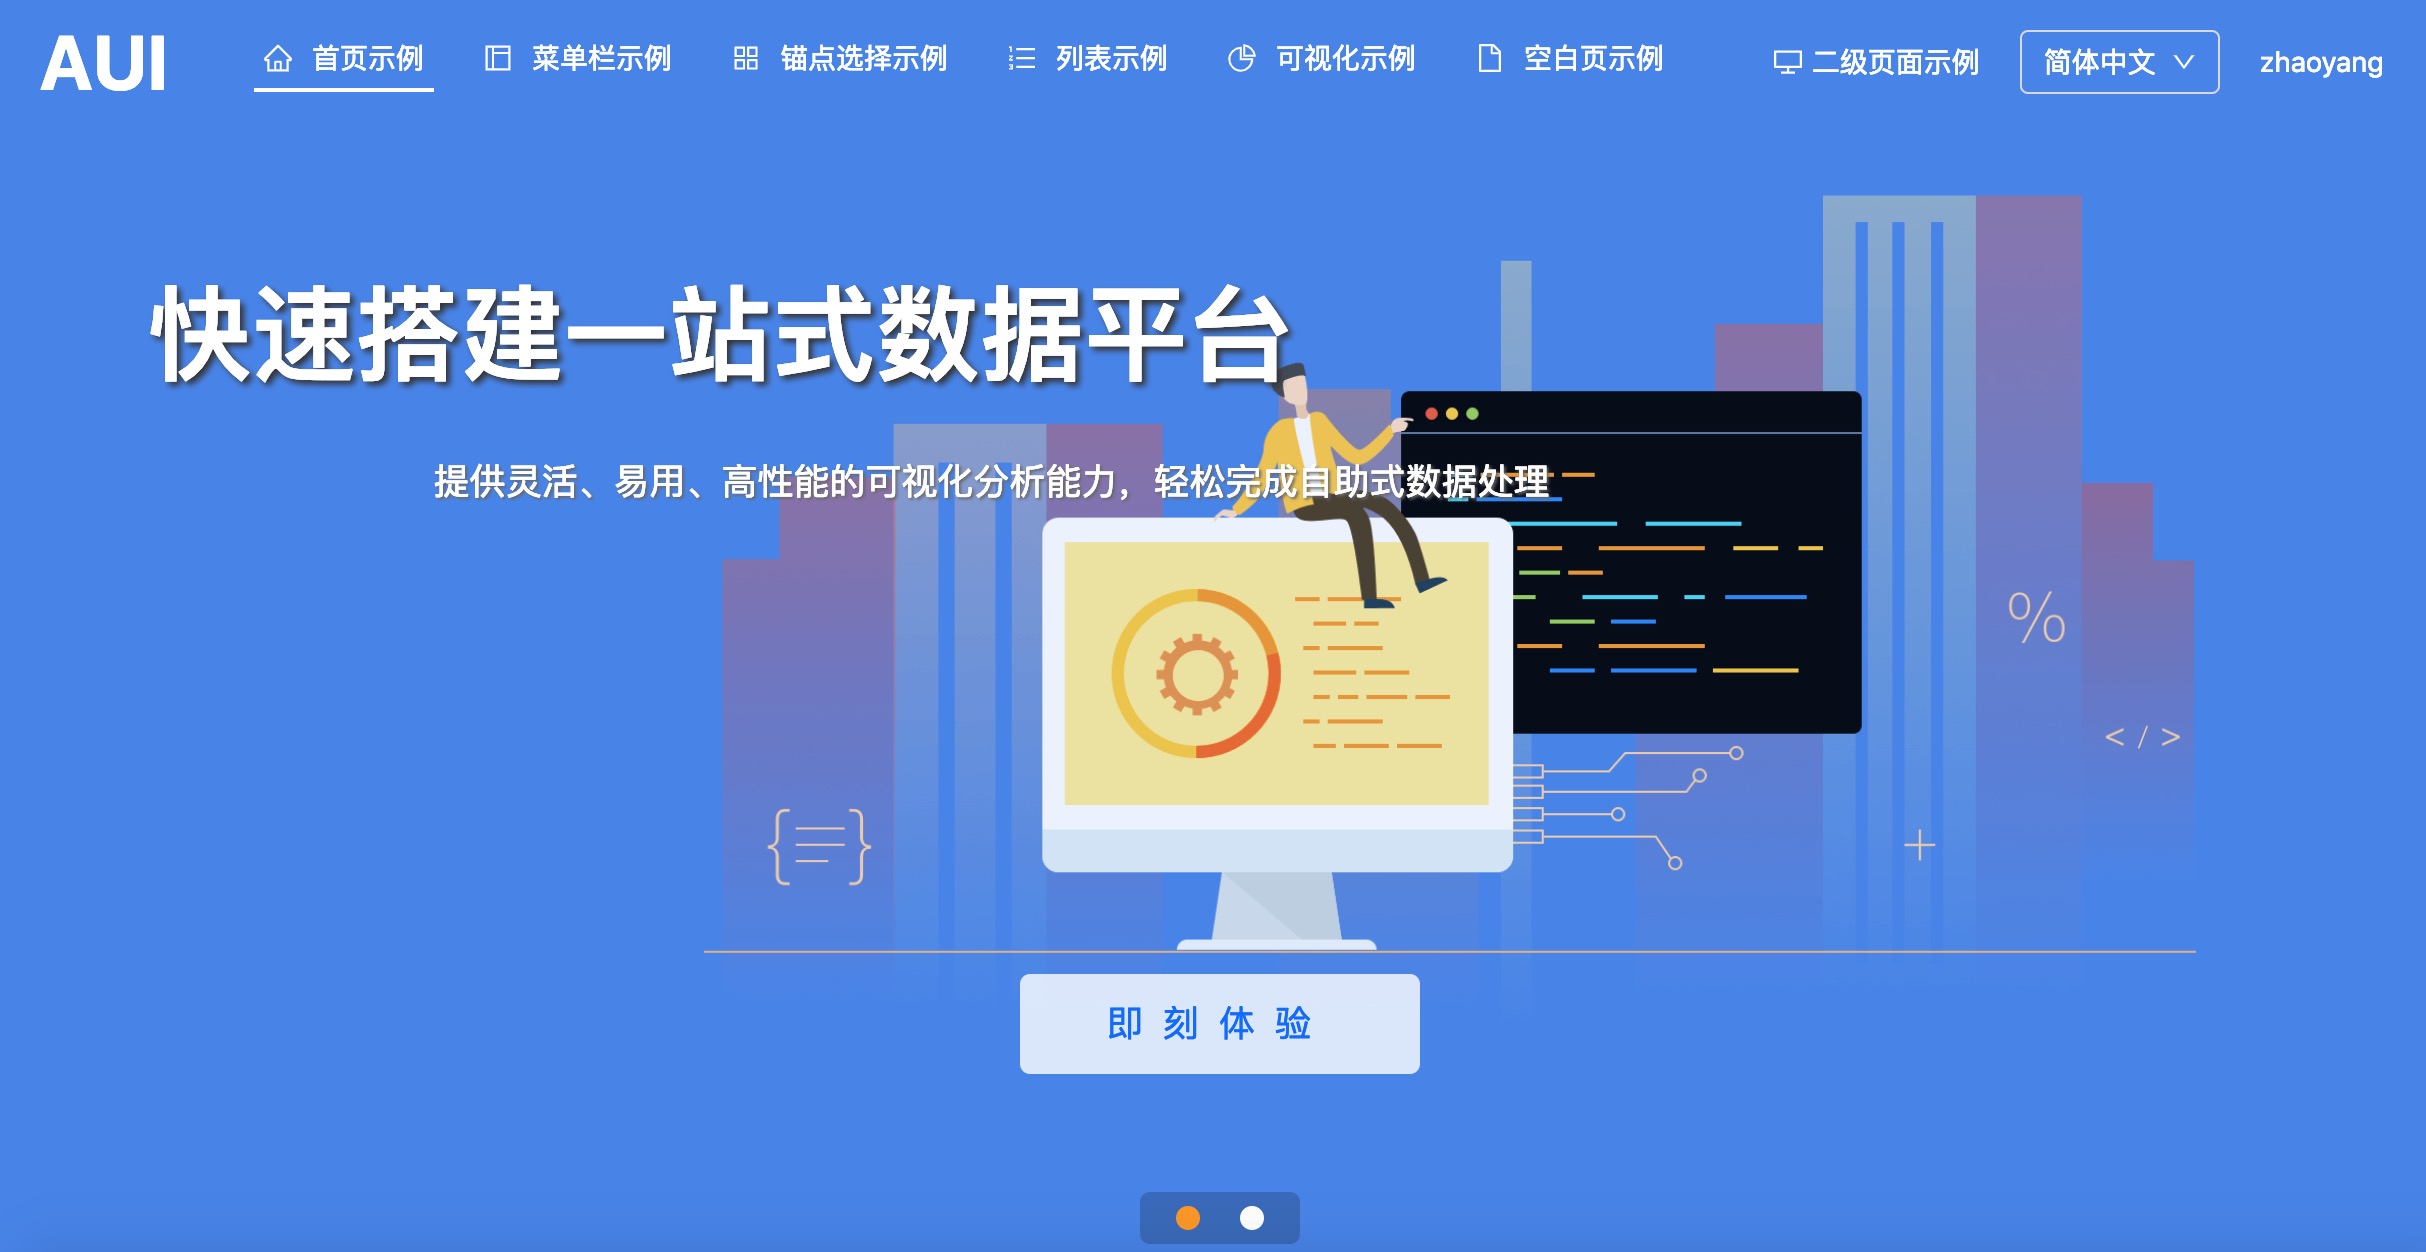 AUI 首页示例 菜单栏示例 锚点选择示例 列表示例 可视化示例 空白页示例 二级页面示例 简体中文 zhaoyang
快速搭建一站式数据平台
提供灵活、易用、高性能的可视化分析能力，轻松完成自助式数据处理
%
< / >
即刻体验